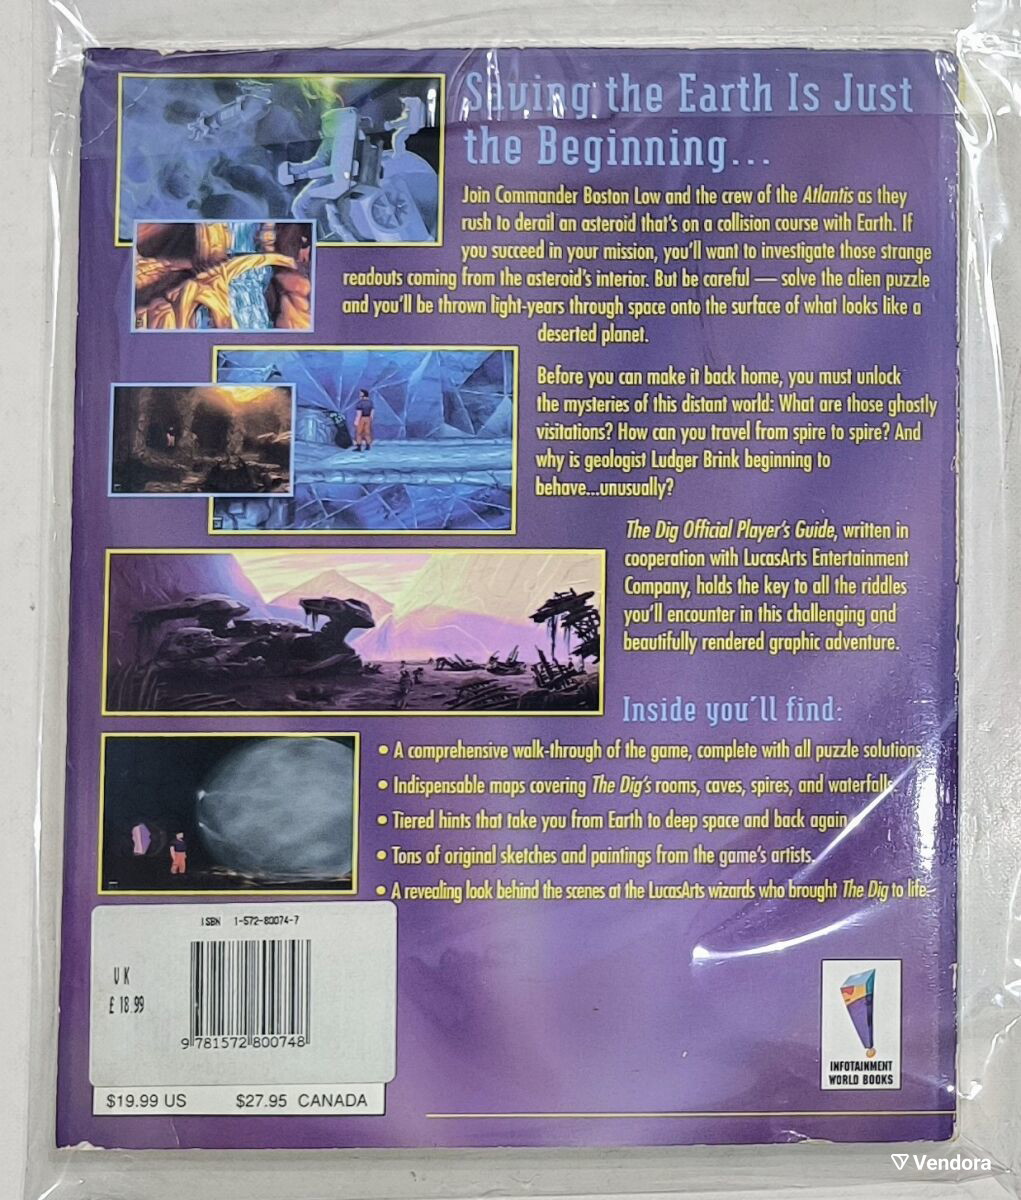 Saving the Earth Is Just
the Beginning...
Join Commander Boston Low and the crew of the Atlantis as they
rush to derail an asteroid that's on a collision course with Earth. If
you succeed in your mission, you'll want to investigate those strange
readouts coming from the asteroid's interior. But be careful — solve the alien puzzle
and you'll be thrown light-years through space onto the surface of what looks like a
deserted planet.
Before you can make it back home, you must unlock
the mysteries of this distant world: What are those ghostly
visitations? How can you travel from spire to spire? And
why is geologist Ludger Brink beginning to
behave...unusually?
The Dig Official Player's Guide, written in
cooperation with LucasArts Entertainment
Company, holds the key to all the riddles
you'll encounter in this challenging and
beautifully rendered graphic adventure.
Inside you'll find:
• A comprehensive walk-through of the game, complete with all puzzle solutions.
• Indispensable maps covering The Dig's rooms, caves, spires, and waterfalls.
• Tiered hints that take you from Earth to deep space and back again.
• Tons of original sketches and paintings from the game's artists.
• A revealing look behind the scenes at the LucasArts wizards who brought The Dig to life.
ISBN 1-572-80074-7
UK
£ 18.99
9 781572 800748
$19.99 US $27.95 CANADA
INFOTAINMENT
WORLD BOOKS
Vendora